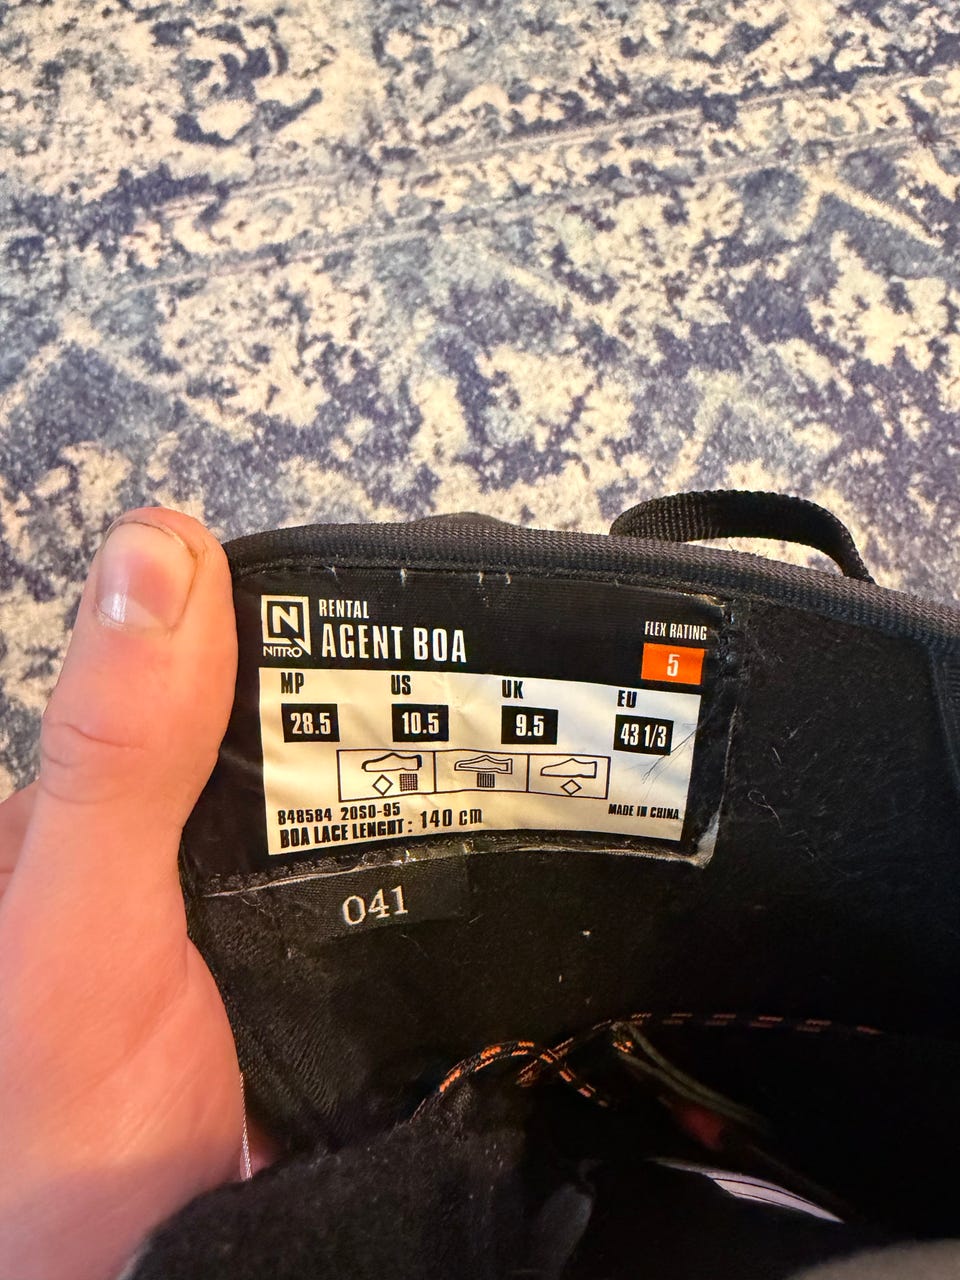 N
NITRO
RENTAL
AGENT BOA
FLEX RATING
5
MP US UK EU
28.5 10.5 9.5 43 1/3
848584 20SO-95
BOA LACE LENGHT : 140 cm
MADE IN CHINA
041